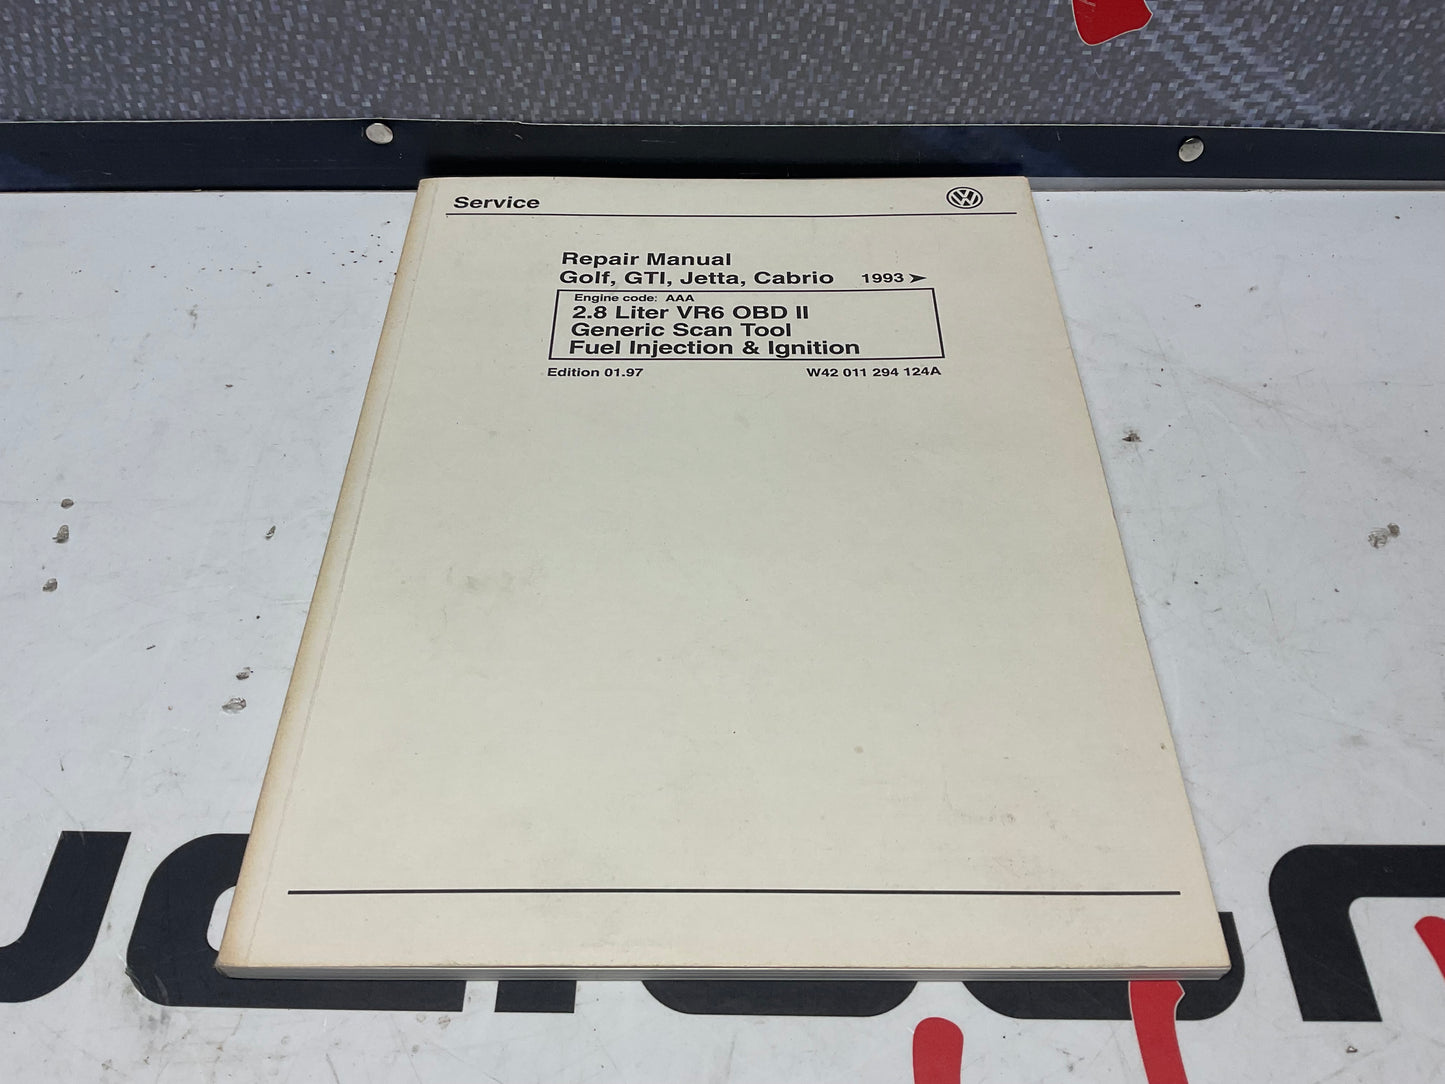 Service
Repair Manual
Golf, GTI, Jetta, Cabrio 1993 ➤
Engine code: AAA
2.8 Liter VR6 OBD II
Generic Scan Tool
Fuel Injection & Ignition
Edition 01.97 W42 011 294 124A